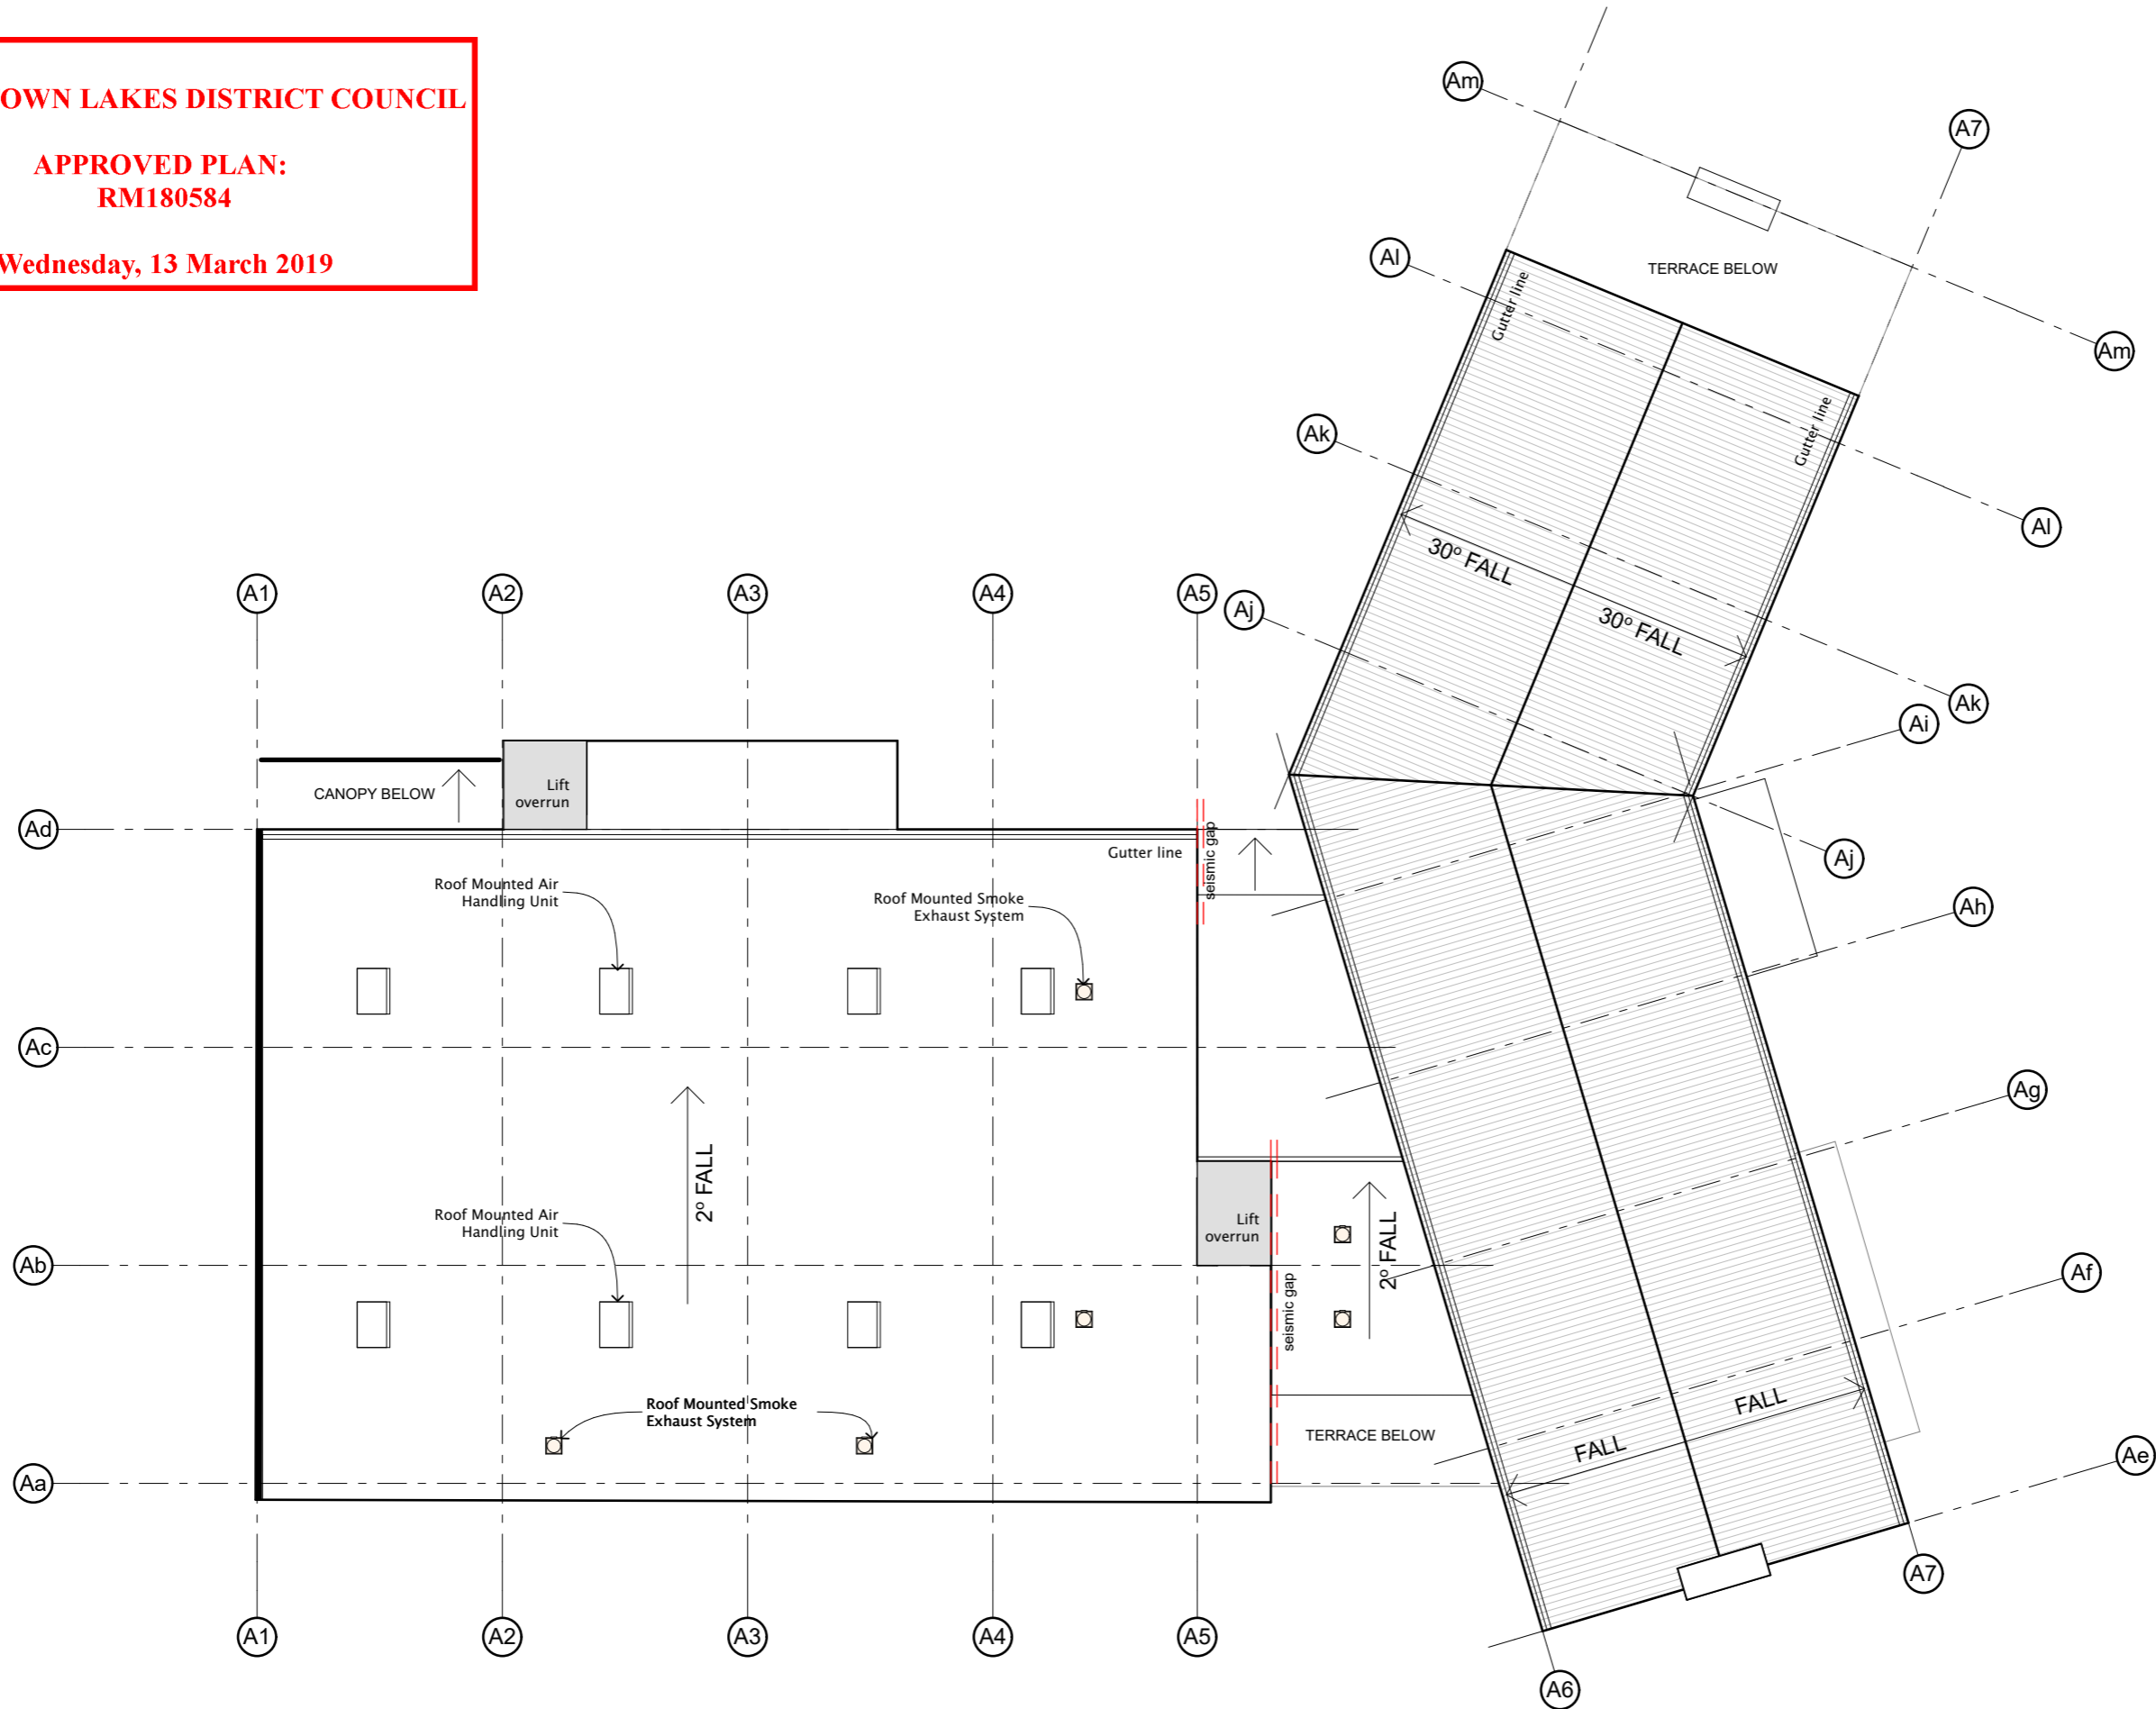 OWN LAKES DISTRICT COUNCIL
APPROVED PLAN:
RM180584
Wednesday, 13 March 2019
Am
A7
Al
TERRACE BELOW
Gutter line
Am
Gutter line
Ak
Al
30º FALL
30º FALL
A1
A2
A3
A4
A5
Aj
Ak
Ai
CANOPY BELOW
Lift
overrun
Ad
Gutter line
seismic gap
Aj
Roof Mounted Air
Handling Unit
Roof Mounted Smoke
Exhaust System
Ah
Ac
Ag
2º FALL
Roof Mounted Air
Handling Unit
Lift
overrun
2º FALL
Ab
Af
seismic gap
Roof Mounted Smoke
Exhaust System
TERRACE BELOW
FALL
FALL
Aa
Ae
A7
A1
A2
A3
A4
A5
A6